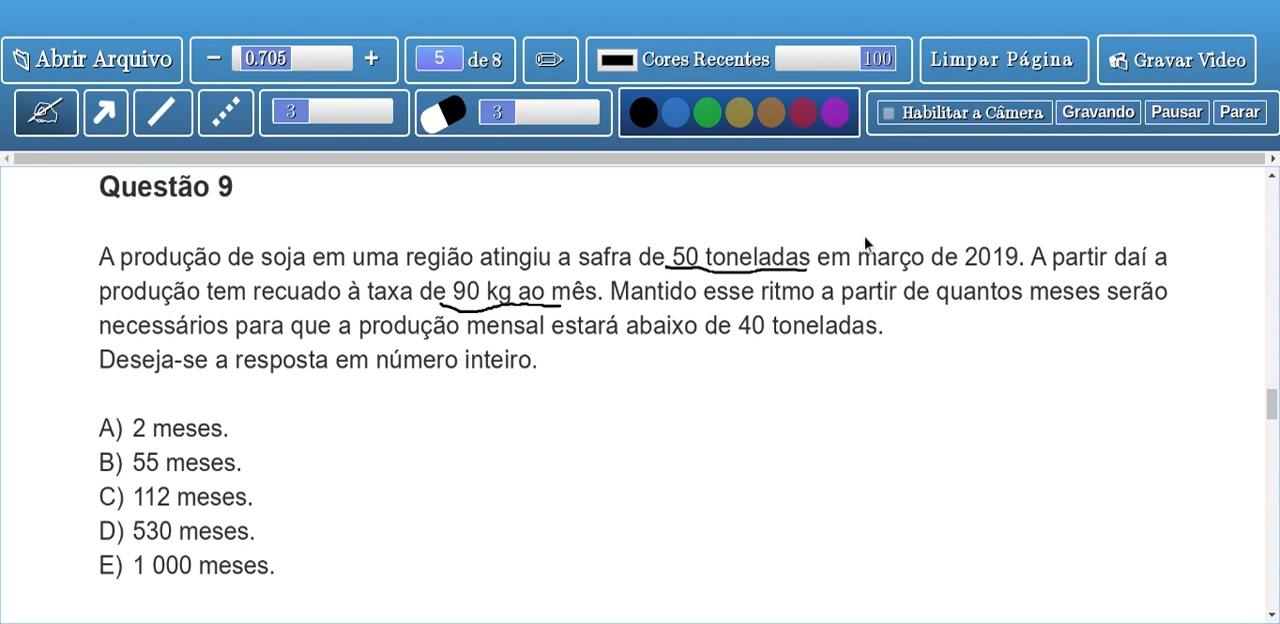 Abrir Arquivo − 0.705 + 5 de 8 Cores Recentes 100 Limpar Página Gravar Video
3 3 Habilitar a Câmera Gravando Pausar Parar
Questão 9
A produção de soja em uma região atingiu a safra de 50 toneladas em março de 2019. A partir daí a
produção tem recuado à taxa de 90 kg ao mês. Mantido esse ritmo a partir de quantos meses serão
necessários para que a produção mensal estará abaixo de 40 toneladas.
Deseja-se a resposta em número inteiro.
A) 2 meses.
B) 55 meses.
C) 112 meses.
D) 530 meses.
E) 1 000 meses.